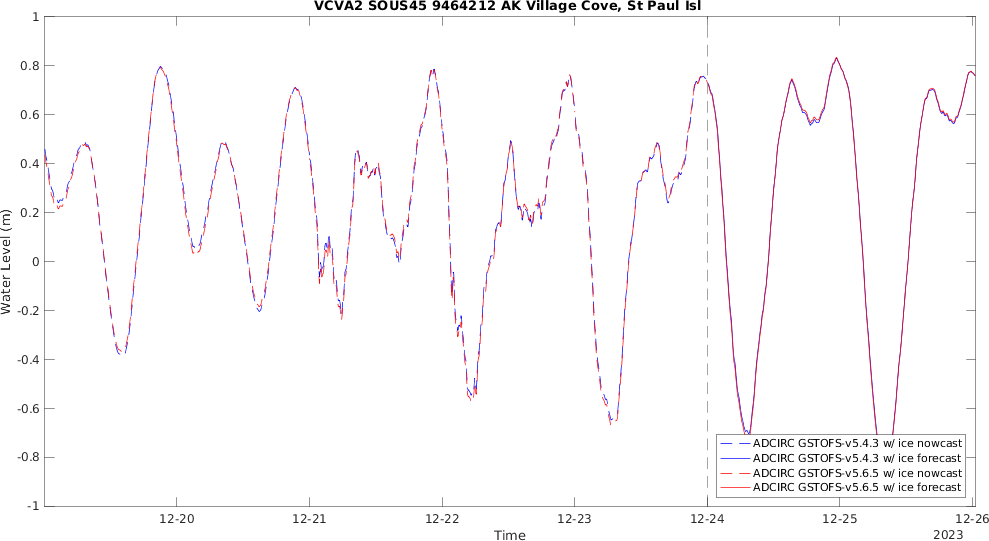 VCVA2 SOUS45 9464212 AK Village Cove, St Paul Isl
1
0.8
0.6
0.4
0.2
0
-0.2
-0.4
-0.6
-0.8
-1
Water Level (m)
ADCIRC GSTOFS-v5.4.3 w/ ice nowcast
ADCIRC GSTOFS-v5.4.3 w/ ice forecast
ADCIRC GSTOFS-v5.6.5 w/ ice nowcast
ADCIRC GSTOFS-v5.6.5 w/ ice forecast
12-20 12-21 12-22 12-23 12-24 12-25 12-26
Time
2023